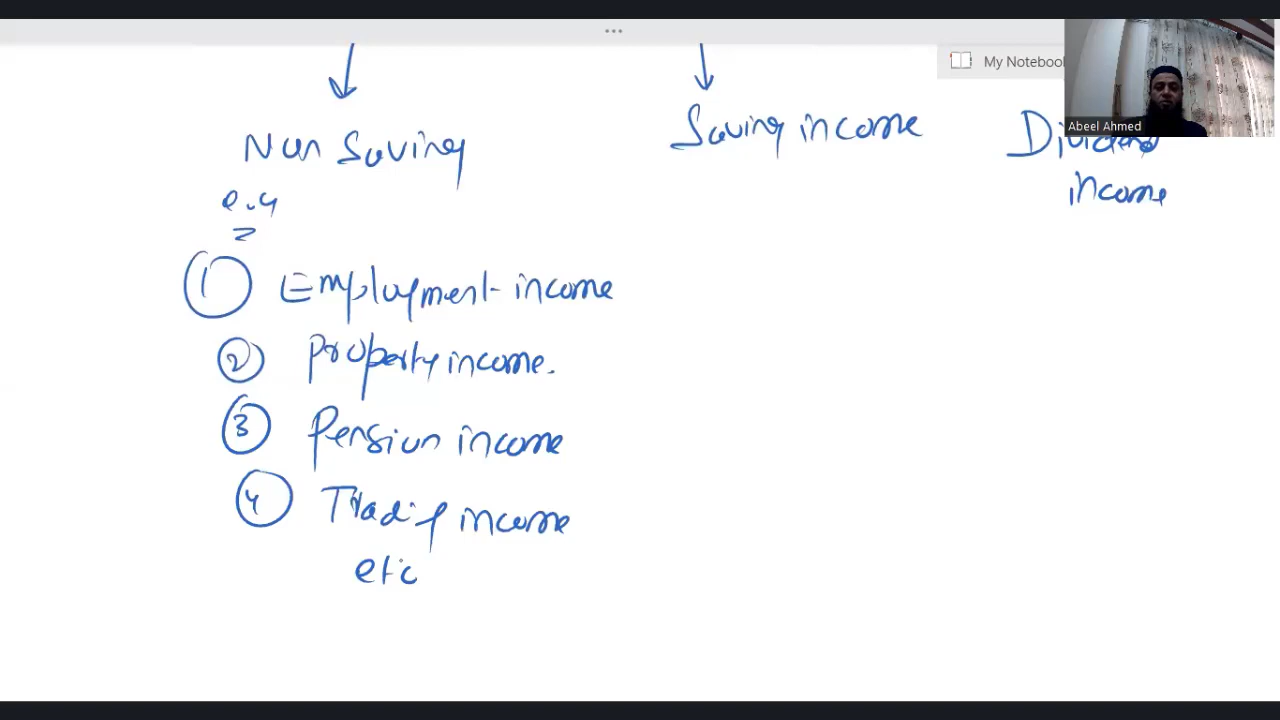 My Notebook
Abeel Ahmed
Non Saving
Saving income
Dividend
income
e.g
1 Employment income
2 Property income.
3 Pension income
4 Trading income
etc